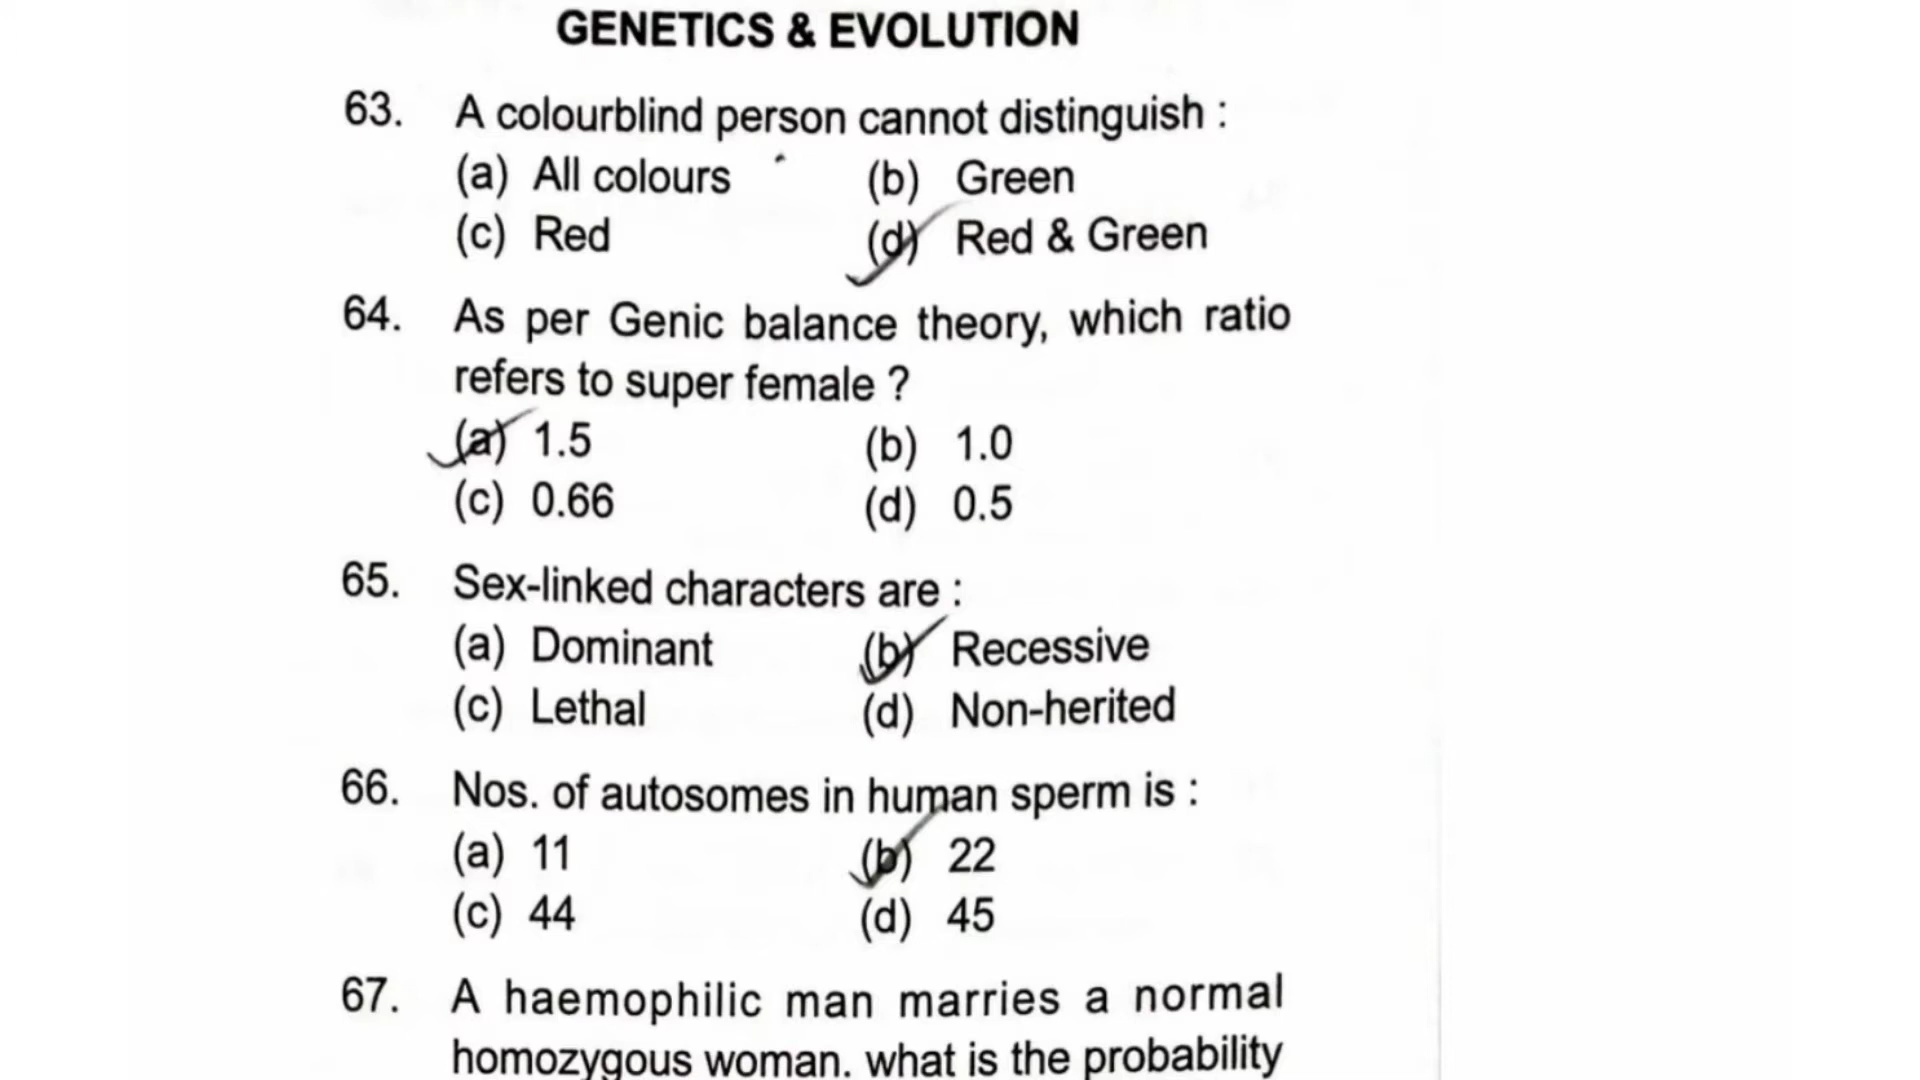 GENETICS & EVOLUTION
63. A colourblind person cannot distinguish :
(a) All colours (b) Green
(c) Red (d) Red & Green
64. As per Genic balance theory, which ratio
refers to super female ?
(a) 1.5 (b) 1.0
(c) 0.66 (d) 0.5
65. Sex-linked characters are :
(a) Dominant (b) Recessive
(c) Lethal (d) Non-herited
66. Nos. of autosomes in human sperm is :
(a) 11 (b) 22
(c) 44 (d) 45
67. A haemophilic man marries a normal
homozygous woman. what is the probability